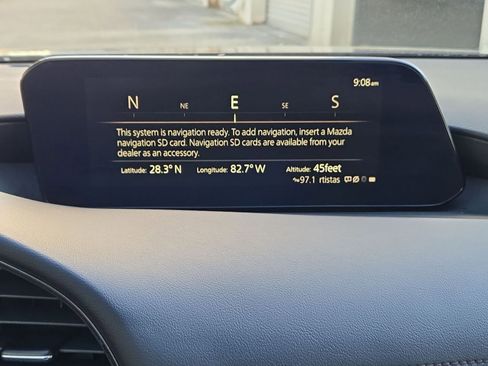 9:08am
N NE E SE S
This system is navigation ready. To add navigation, insert a Mazda
navigation SD card. Navigation SD cards are available from your
dealer as an accessory.
Latitude: 28.3° N Longitude: 82.7° W Altitude: 45feet
97.1 rtistas